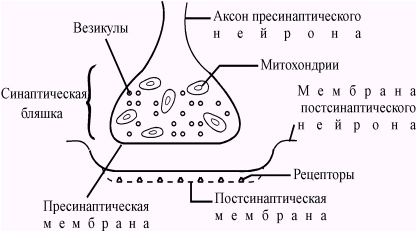 Везикулы
Аксон пресинаптического
нейрона
Митохондрии
Синаптическая
бляшка
Мембрана
постсинаптического
нейрона
Рецепторы
Пресинаптическая
мембрана
Постсинаптическая
мембрана